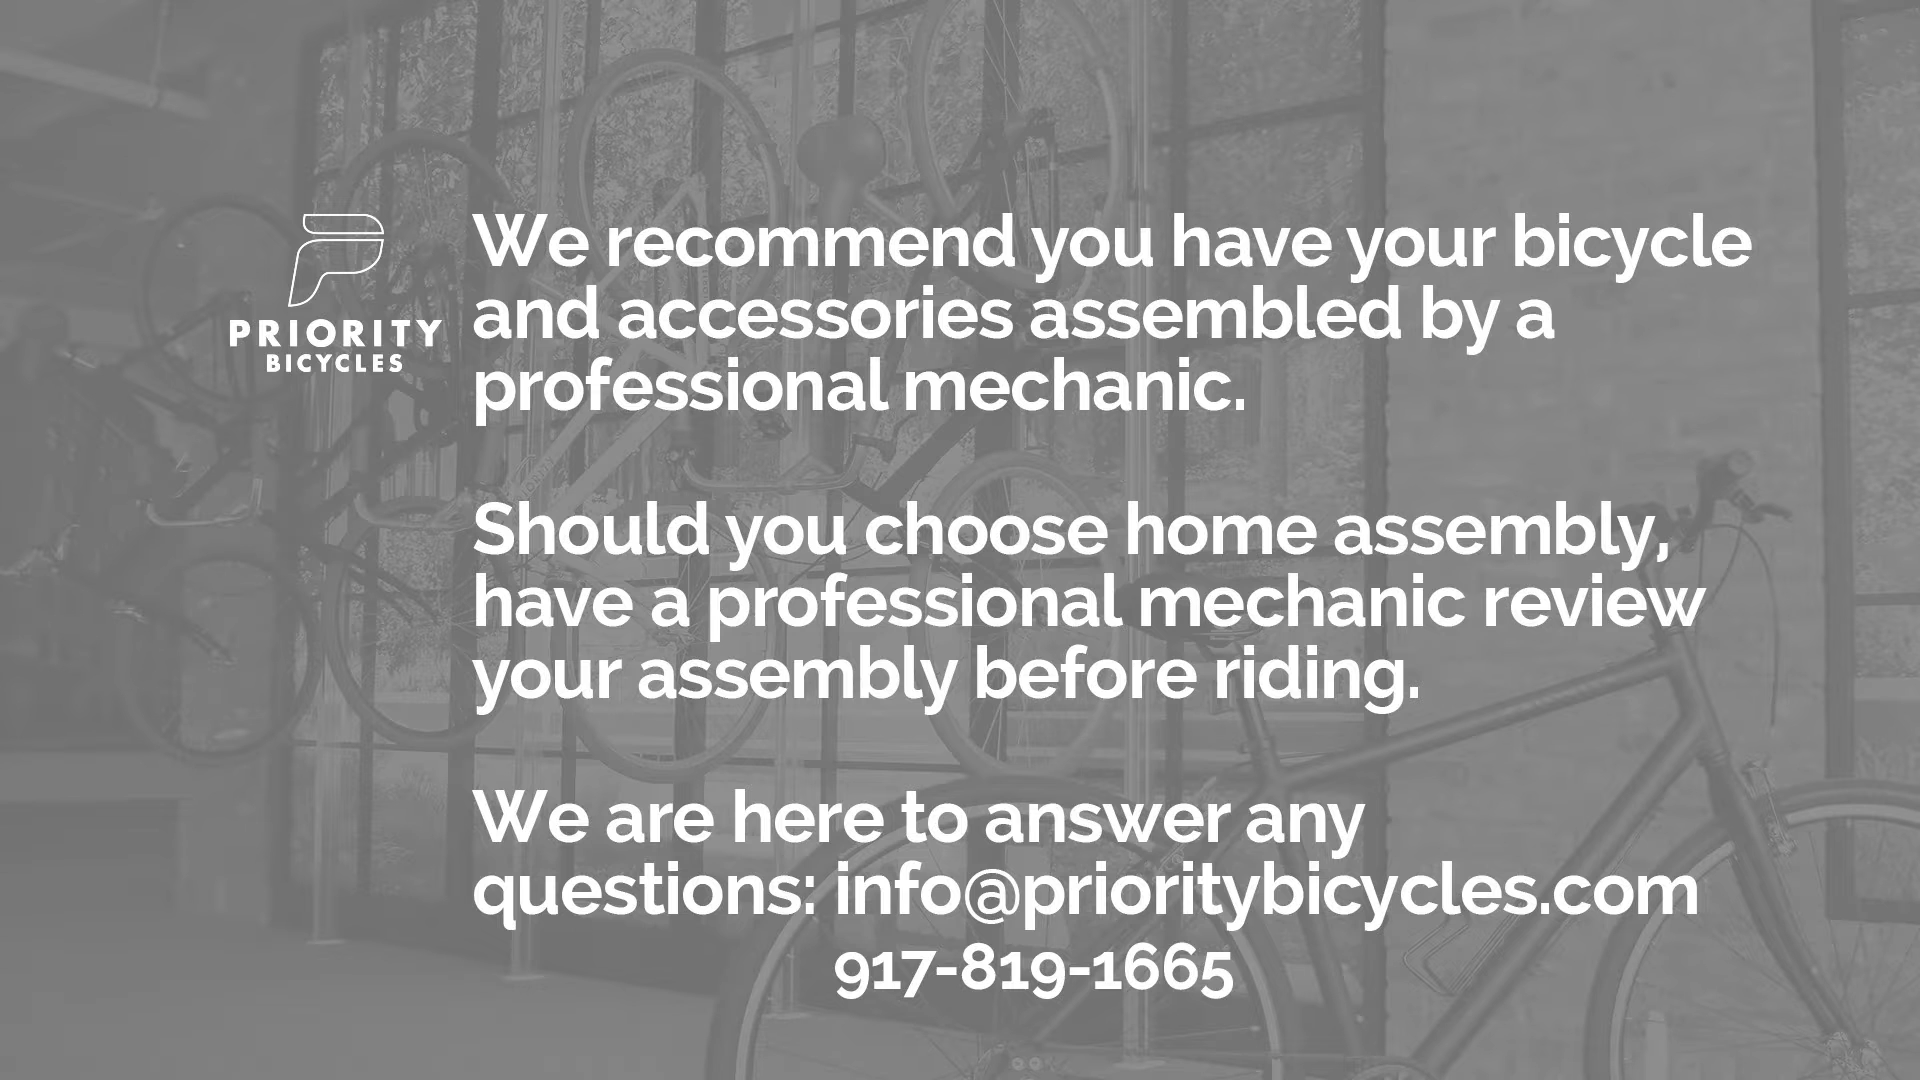 PRIORITY
BICYCLES
We recommend you have your bicycle
and accessories assembled by a
professional mechanic.
Should you choose home assembly,
have a professional mechanic review
your assembly before riding.
We are here to answer any
questions: info@prioritybicycles.com
917-819-1665